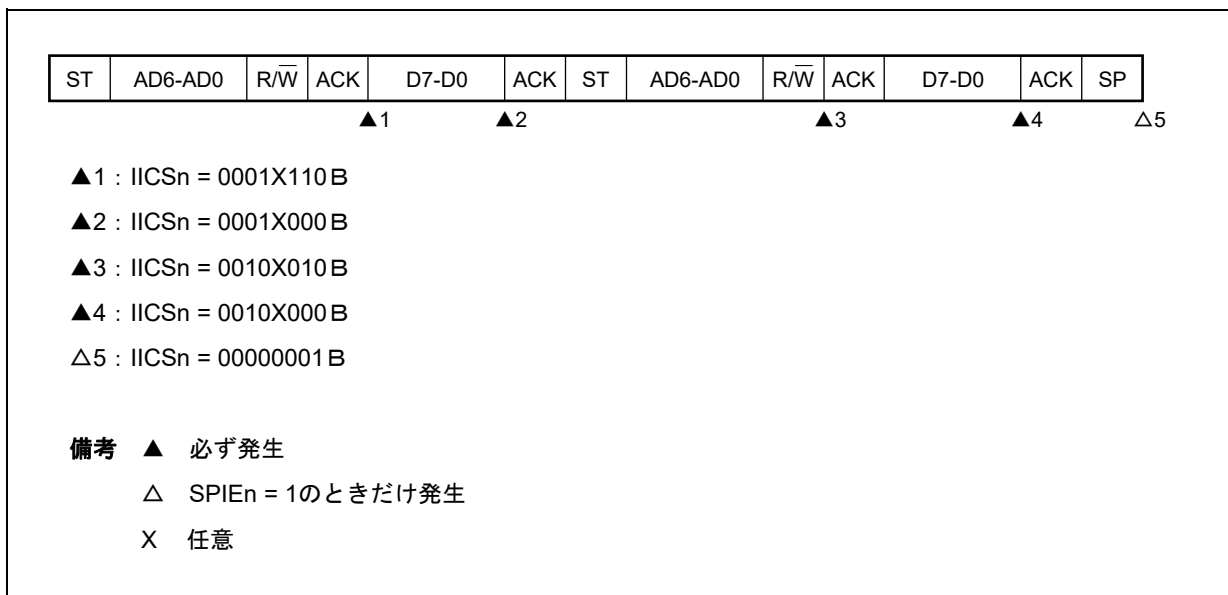 ST AD6-AD0 R/W̅ ACK D7-D0 ACK ST AD6-AD0 R/W̅ ACK D7-D0 ACK SP
▲1 ▲2 ▲3 ▲4 △5
▲1：IICSn = 0001X110Ｂ
▲2：IICSn = 0001X000Ｂ
▲3：IICSn = 0010X010Ｂ
▲4：IICSn = 0010X000Ｂ
△5：IICSn = 00000001Ｂ
備考 ▲ 必ず発生
△ SPIEn = 1のときだけ発生
X 任意